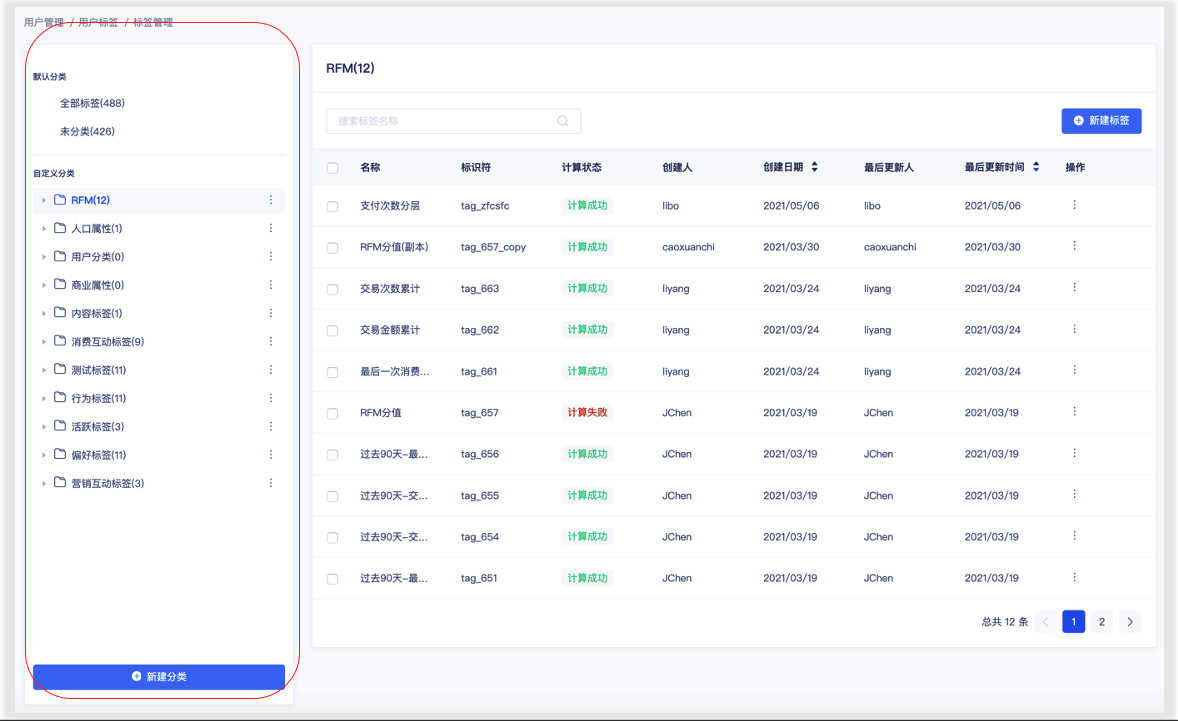 用户管理 / 用户标签 / 标签管理
默认分类
全部标签(488)
未分类(426)
自定义分类
RFM(12)
人口属性(1)
用户分类(0)
商业属性(0)
内容标签(1)
消费互动标签(9)
测试标签(11)
行为标签(11)
活跃标签(3)
偏好标签(11)
营销互动标签(3)
新建分类
RFM(12)
搜索标签名称
新建标签
名称 标识符 计算状态 创建人 创建日期 最后更新人 最后更新时间 操作
支付次数分层 tag_zfcsfc 计算成功 libo 2021/05/06 libo 2021/05/06
RFM分值(副本) tag_657_copy 计算成功 caoxuanchi 2021/03/30 caoxuanchi 2021/03/30
交易次数累计 tag_663 计算成功 liyang 2021/03/24 liyang 2021/03/24
交易金额累计 tag_662 计算成功 liyang 2021/03/24 liyang 2021/03/24
最后一次消费... tag_661 计算成功 liyang 2021/03/24 liyang 2021/03/24
RFM分值 tag_657 计算失败 JChen 2021/03/19 JChen 2021/03/19
过去90天-最... tag_656 计算成功 JChen 2021/03/19 JChen 2021/03/19
过去90天-交... tag_655 计算成功 JChen 2021/03/19 JChen 2021/03/19
过去90天-交... tag_654 计算成功 JChen 2021/03/19 JChen 2021/03/19
过去90天-最... tag_651 计算成功 JChen 2021/03/19 JChen 2021/03/19
总共 12 条 < 1 2 >